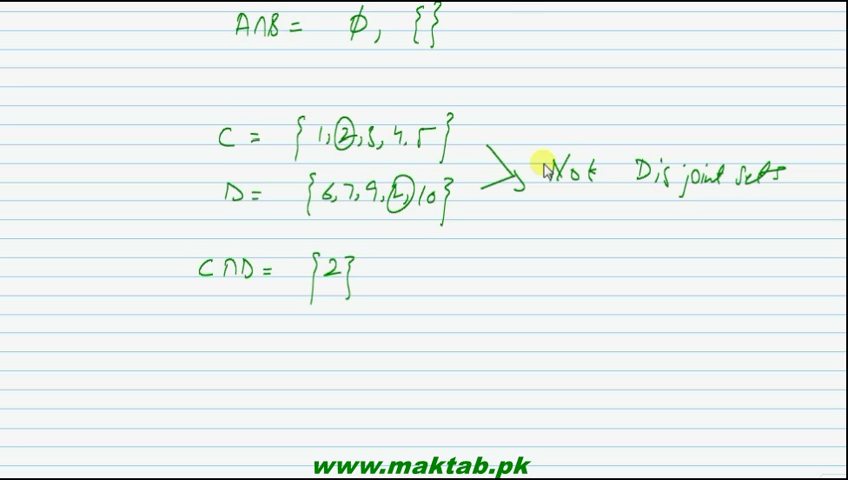 A∩B = ϕ, {}
C = {1,2,3,4,5} Not Disjoint sets
D = {6,7,9,2,10}
C∩D = {2}
www.maktab.pk